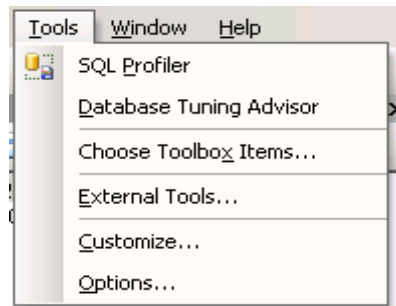 Tools Window Help
SQL Profiler
Database Tuning Advisor
Choose Toolbox Items...
External Tools...
Customize...
Options...